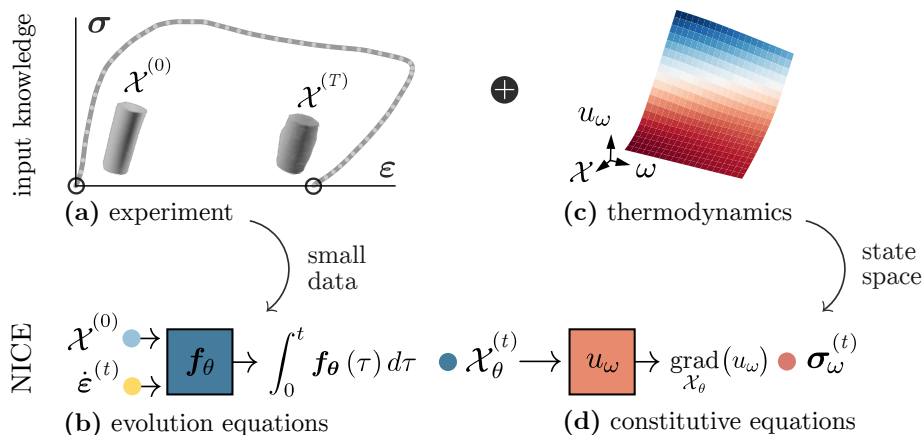 input knowledge
σ
𝒳^(0)
𝒳^(T)
ε
(a) experiment
+
u_ω
𝒳
ω
(c) thermodynamics
small
data
state
space
NICE
𝒳^(0)
ε̇^(t)
f_θ
∫_0^t f_θ (τ) dτ
(b) evolution equations
𝒳_θ^(t)
u_ω
grad_{𝒳_θ} (u_ω)
σ_ω^(t)
(d) constitutive equations